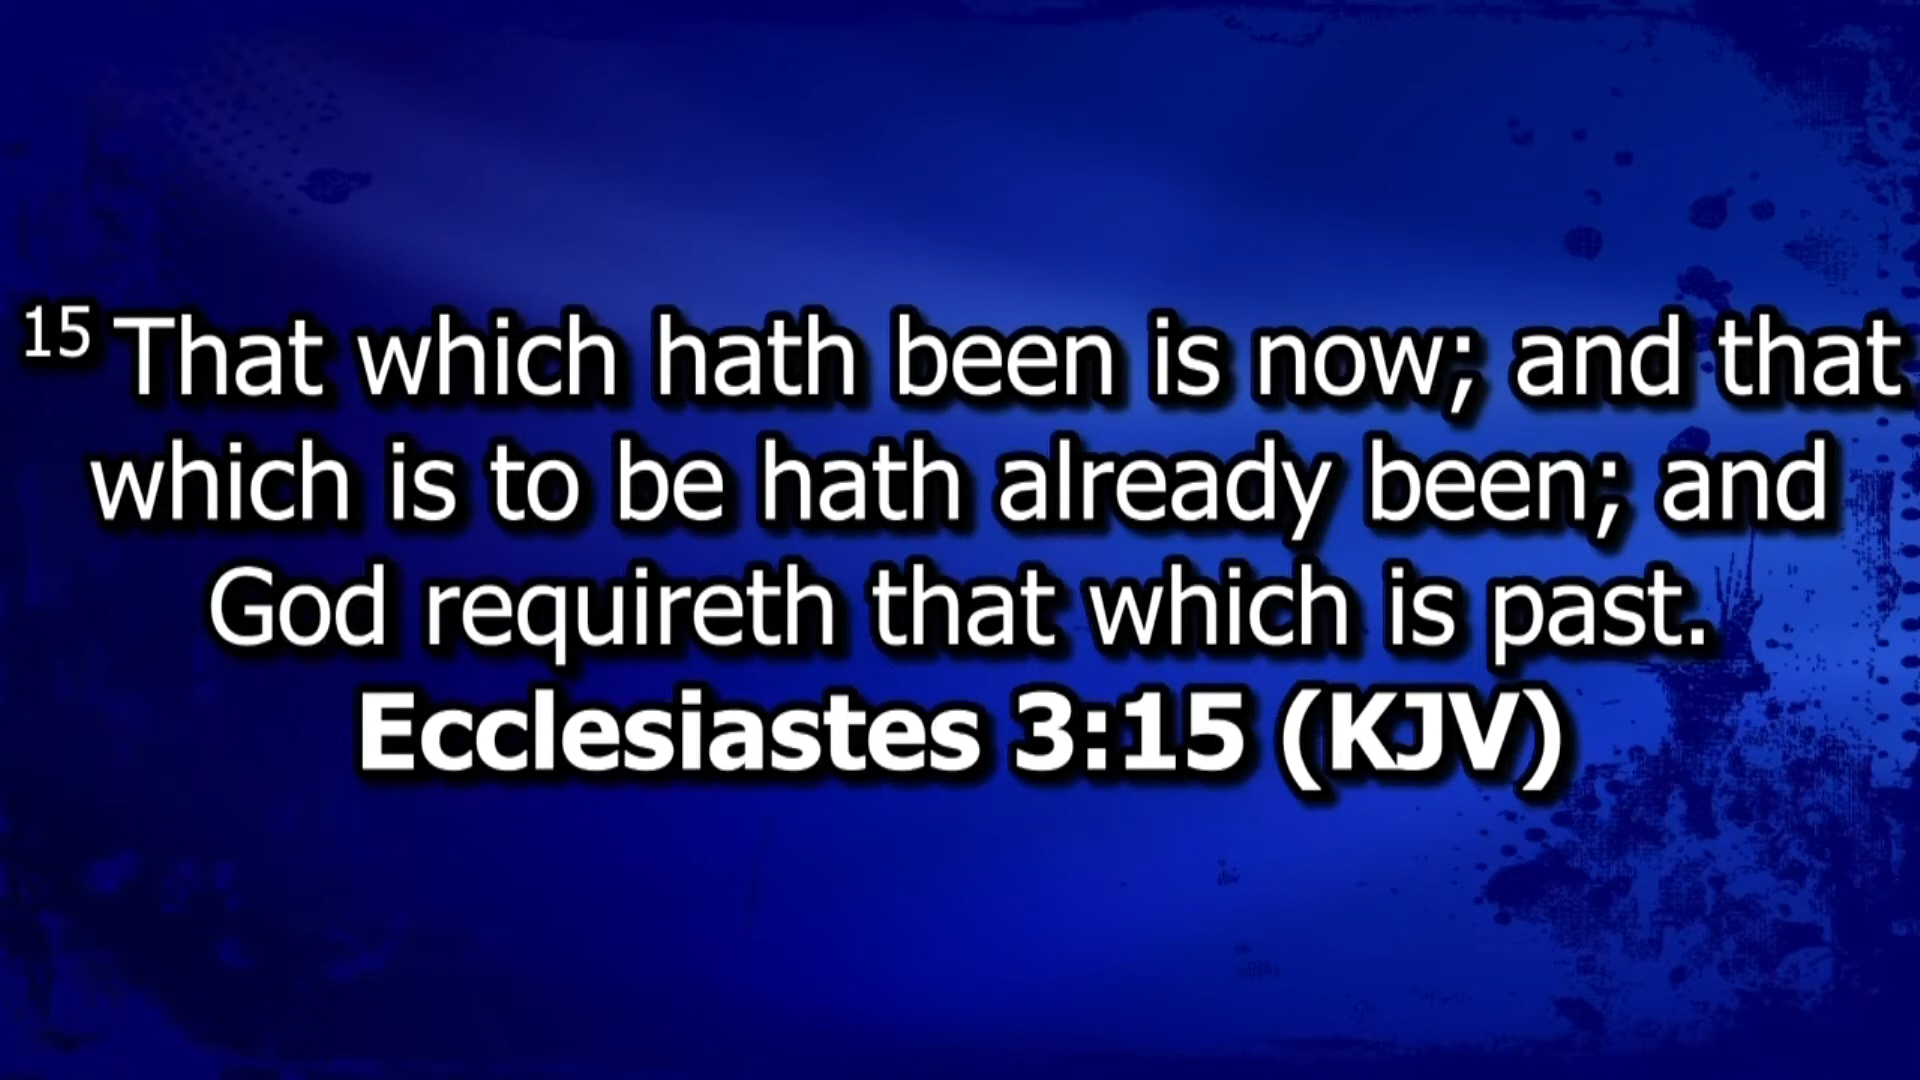 15 That which hath been is now; and that
which is to be hath already been; and
God requireth that which is past.
Ecclesiastes 3:15 (KJV)